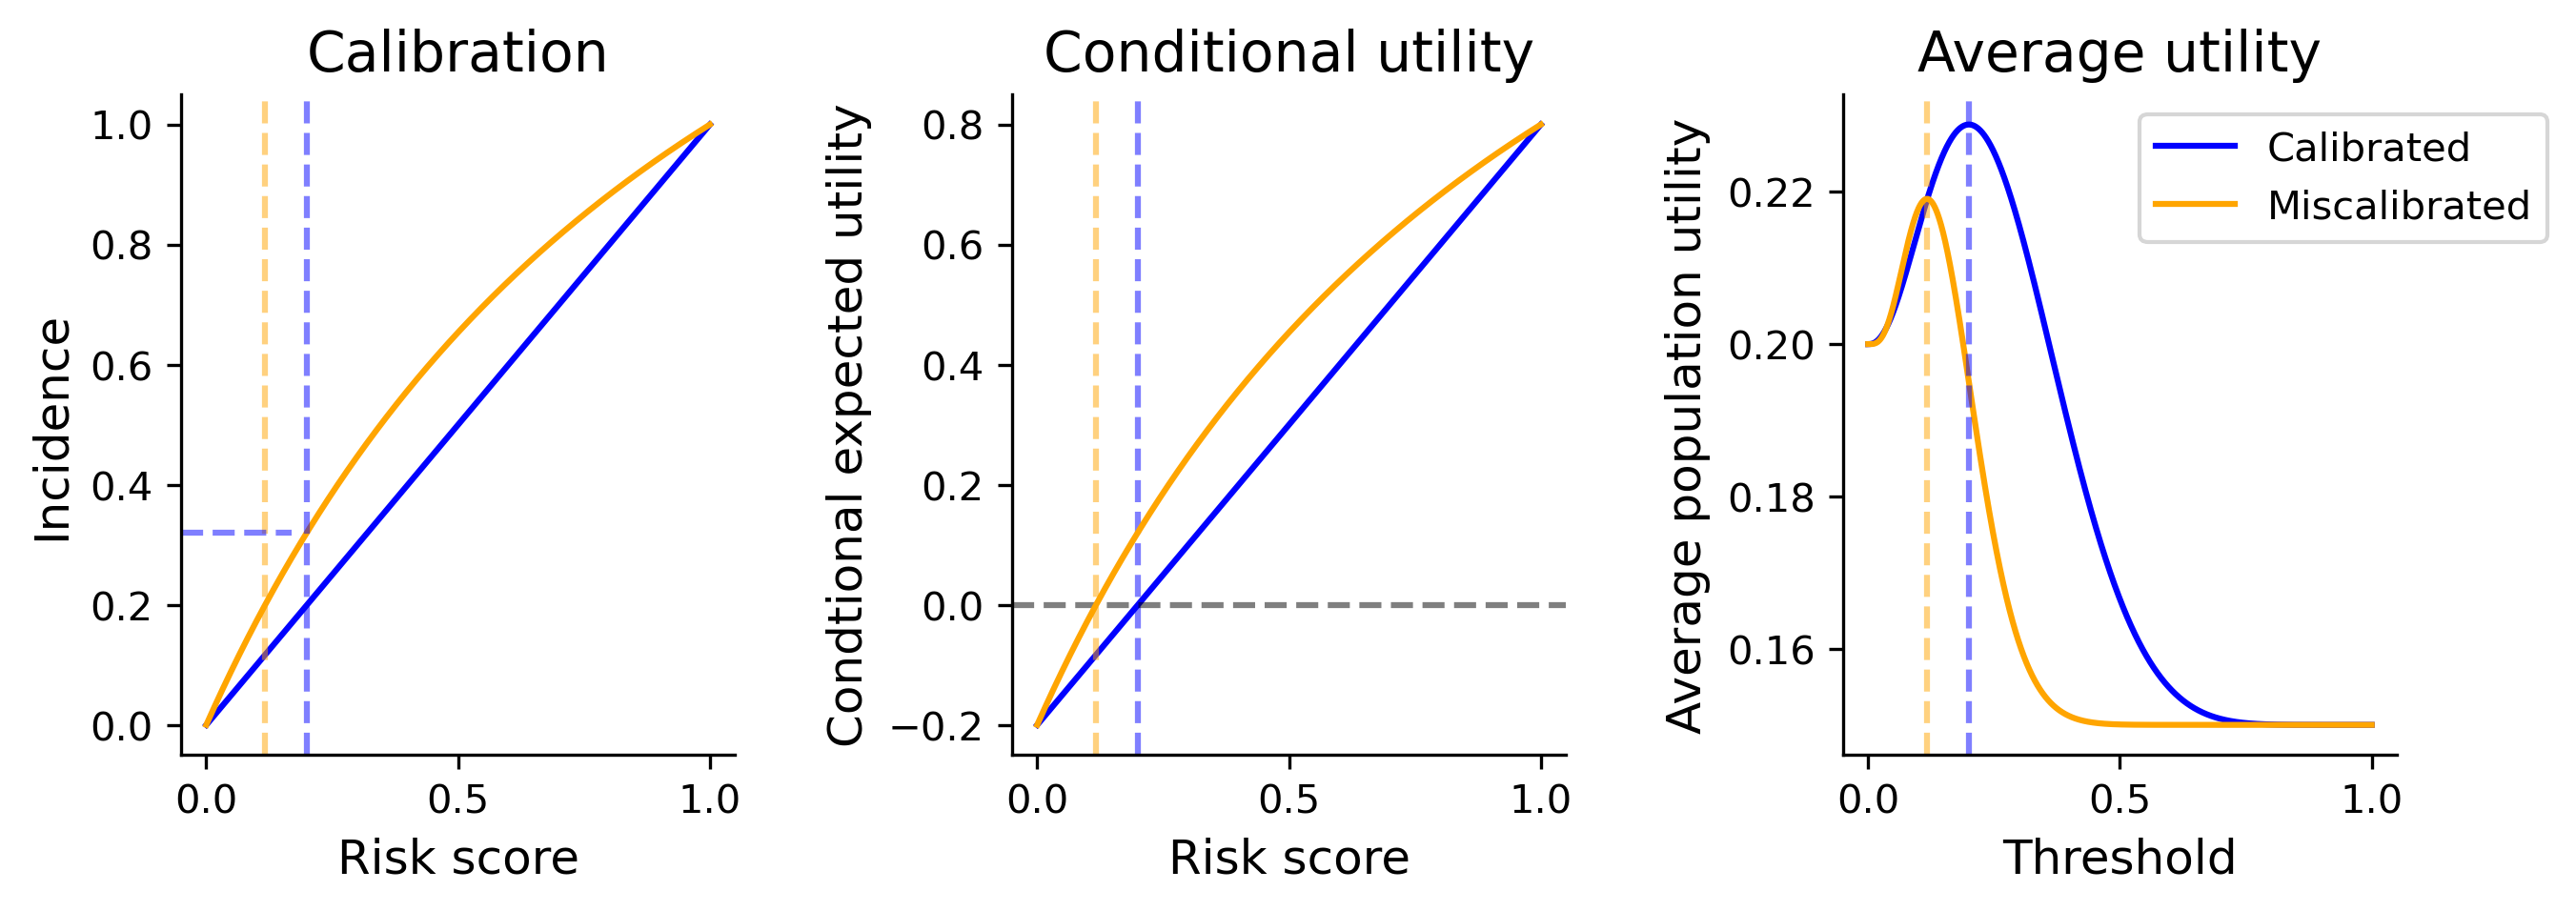 Calibration
Incidence
1.0
0.8
0.6
0.4
0.2
0.0
0.0 0.5 1.0
Risk score
Conditional utility
Condtional expected utility
0.8
0.6
0.4
0.2
0.0
−0.2
0.0 0.5 1.0
Risk score
Average utility
Average population utility
0.22
0.20
0.18
0.16
0.0 0.5 1.0
Threshold
Calibrated
Miscalibrated